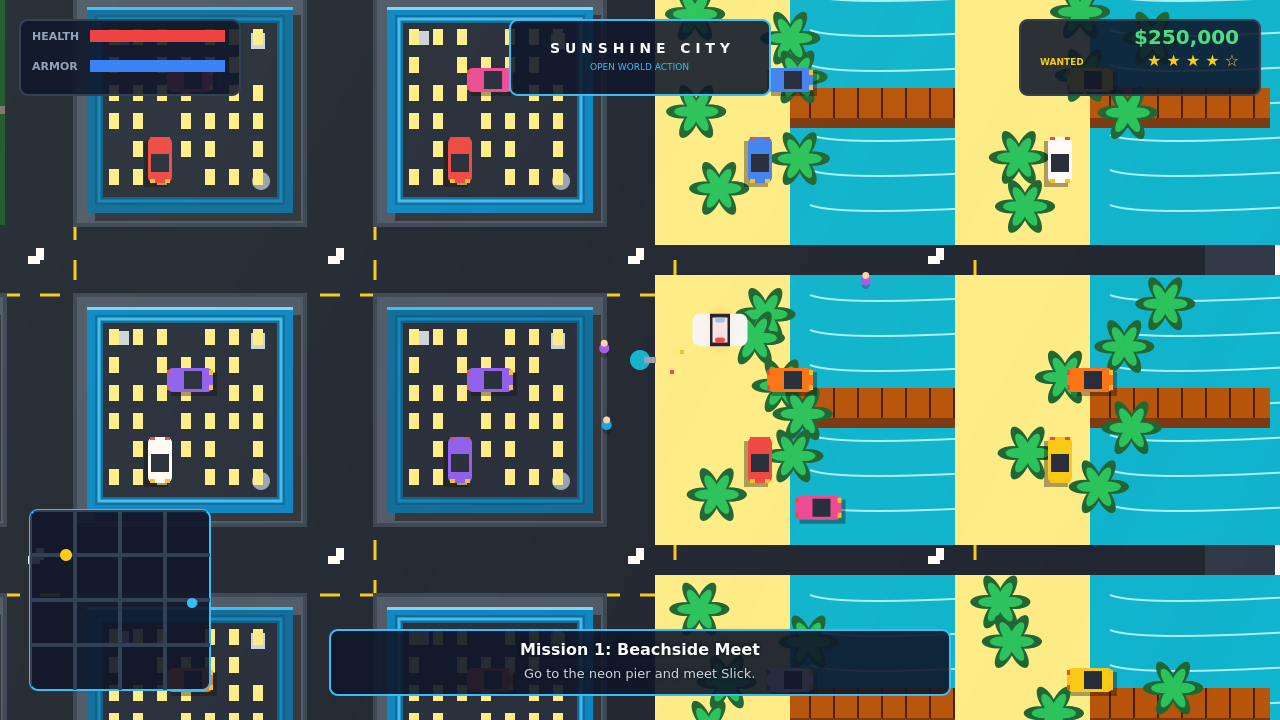 HEALTH
ARMOR
SUNSHINE CITY
OPEN WORLD ACTION
$250,000
WANTED ★ ★ ★ ★ ☆
Mission 1: Beachside Meet
Go to the neon pier and meet Slick.